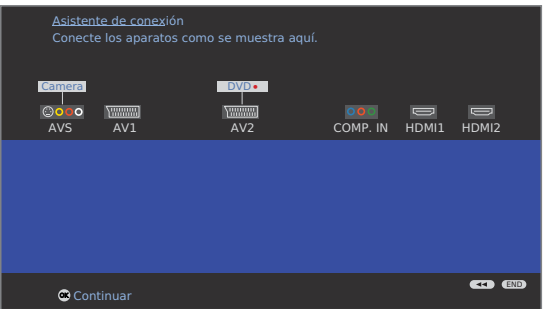 Asistente de conexión
Conecte los aparatos como se muestra aquí.
Camera DVD
AVS AV1 AV2 COMP. IN HDMI1 HDMI2
END
OK Continuar